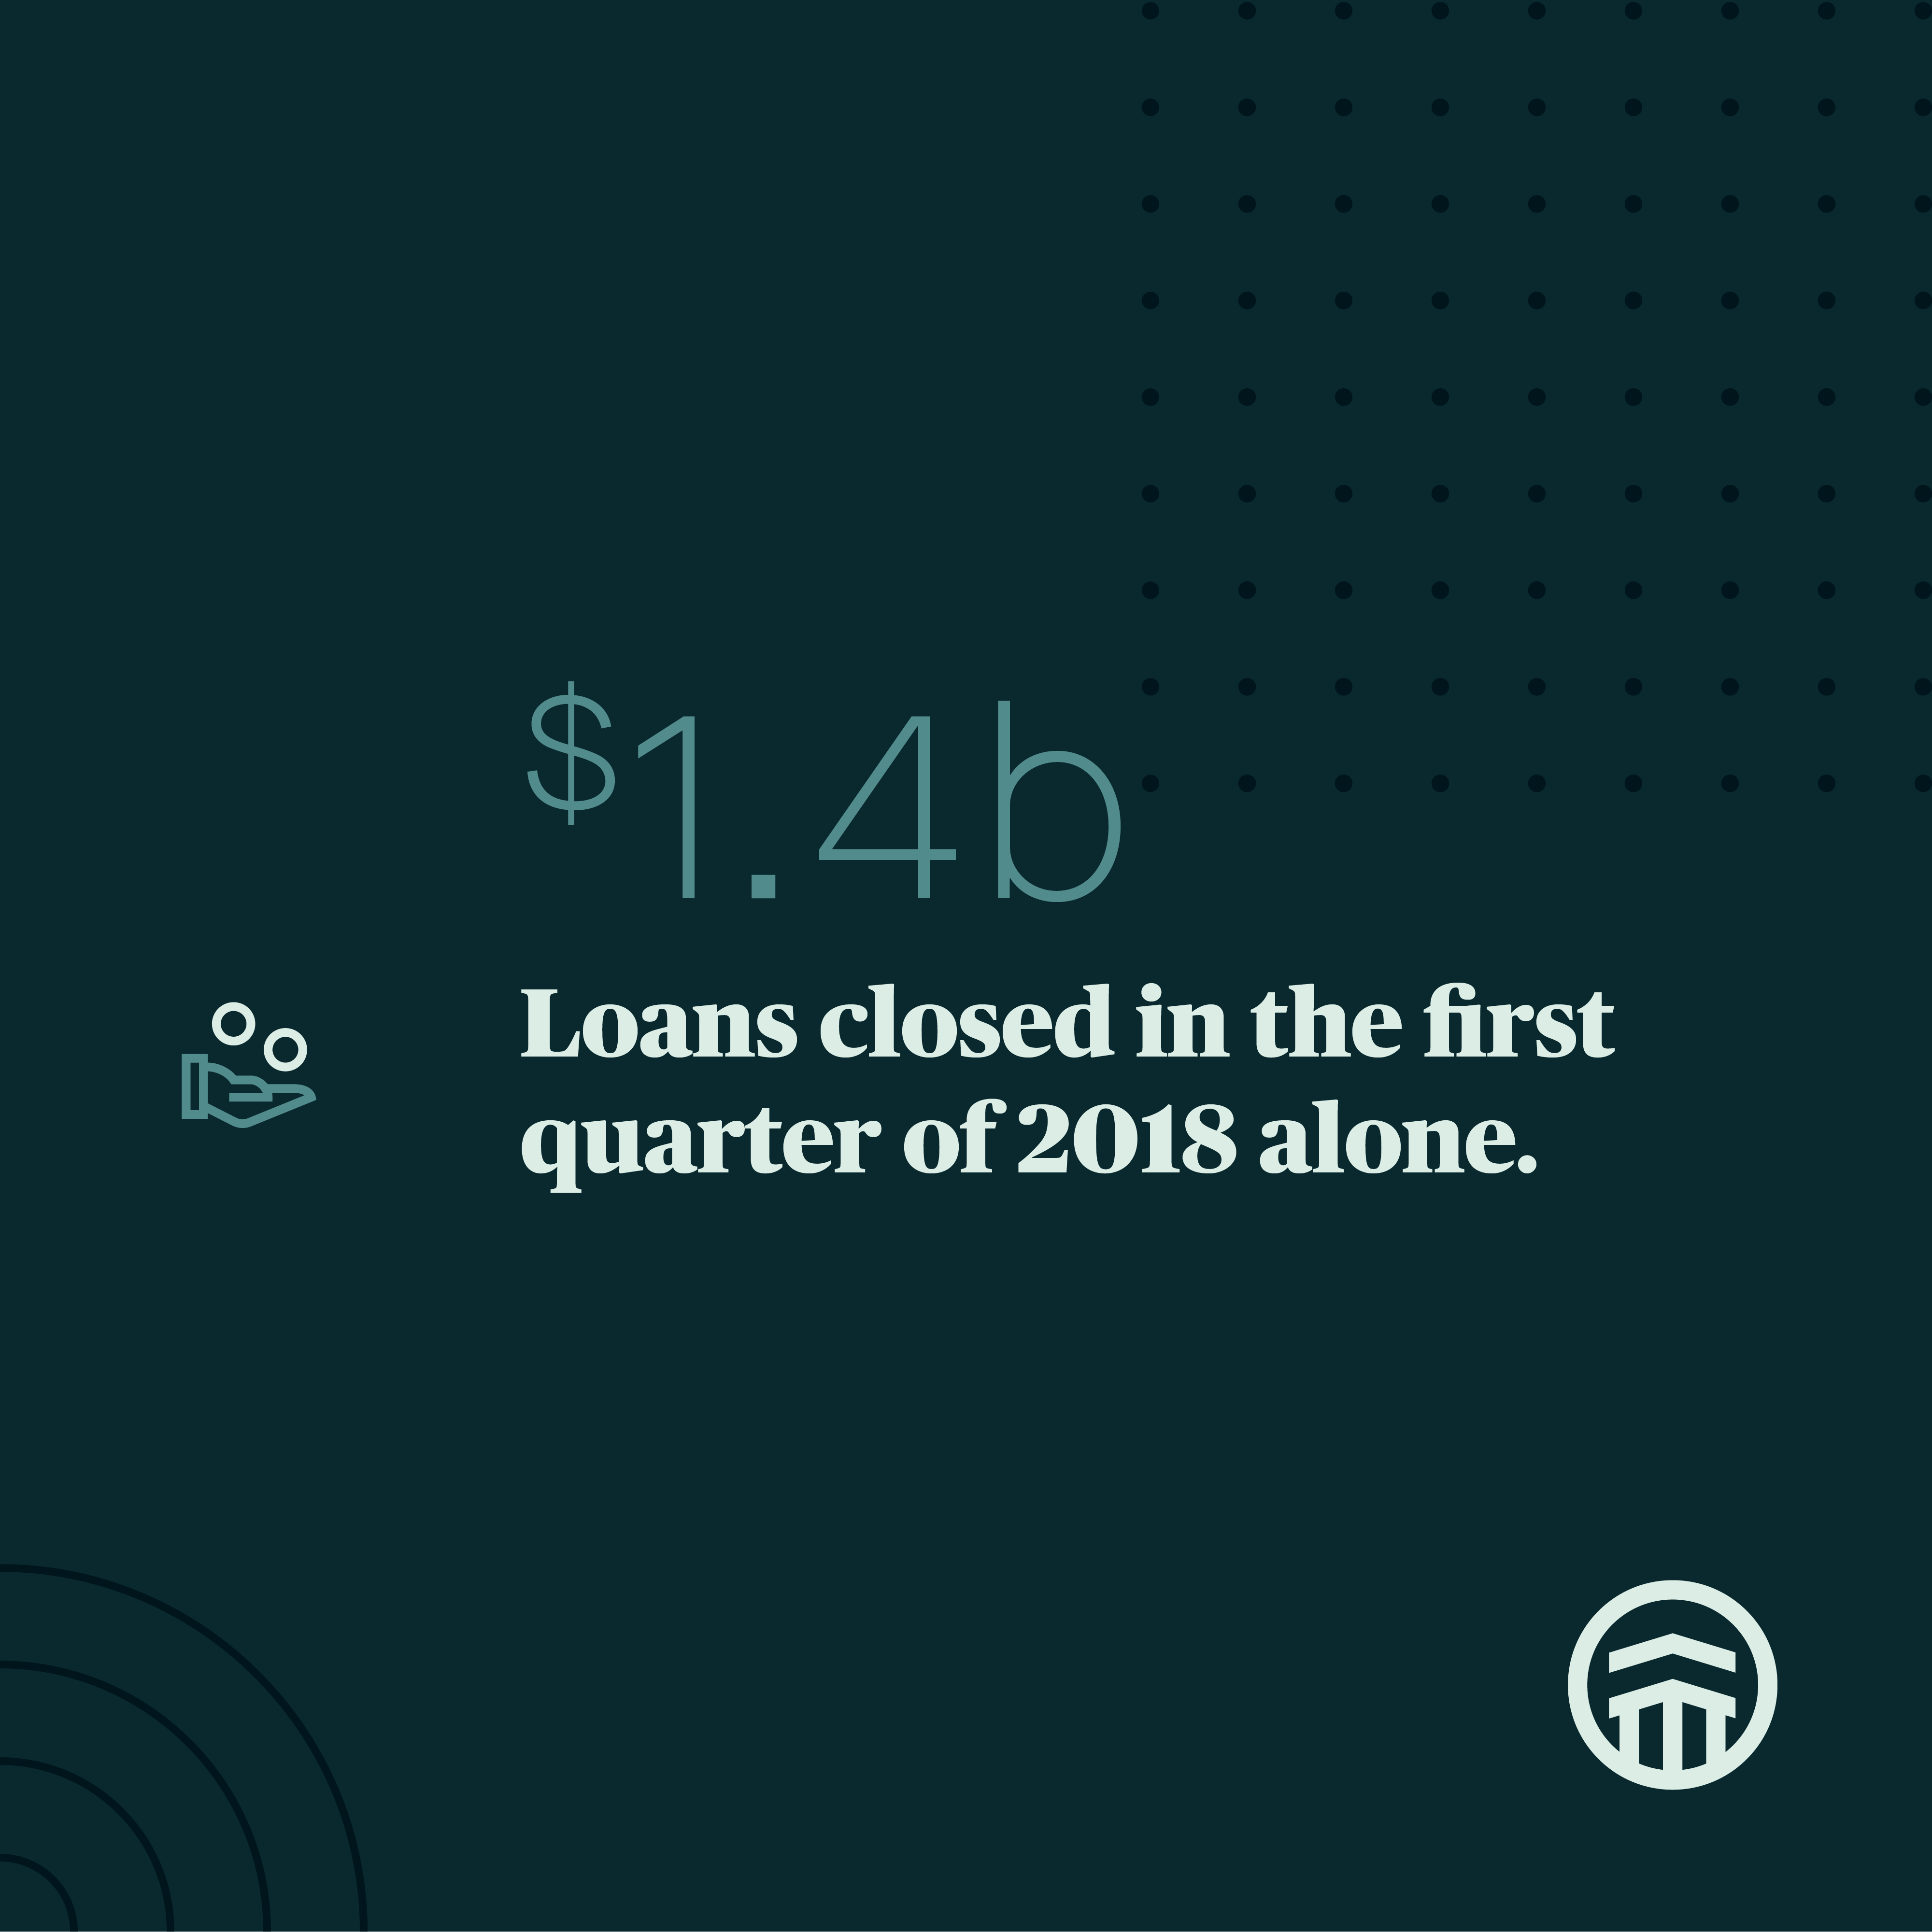 $1.4b
Loans closed in the first
quarter of 2018 alone.